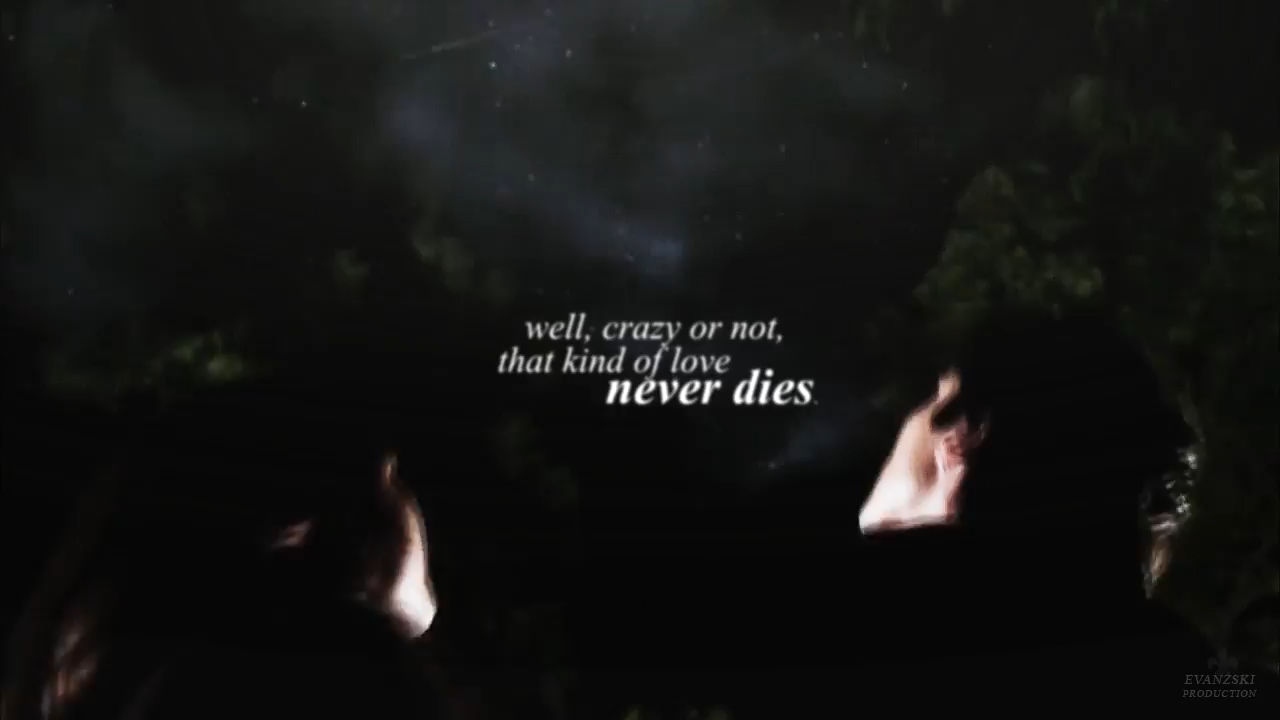 well, crazy or not,
that kind of love
never dies.
EVANZSKI
PRODUCTION